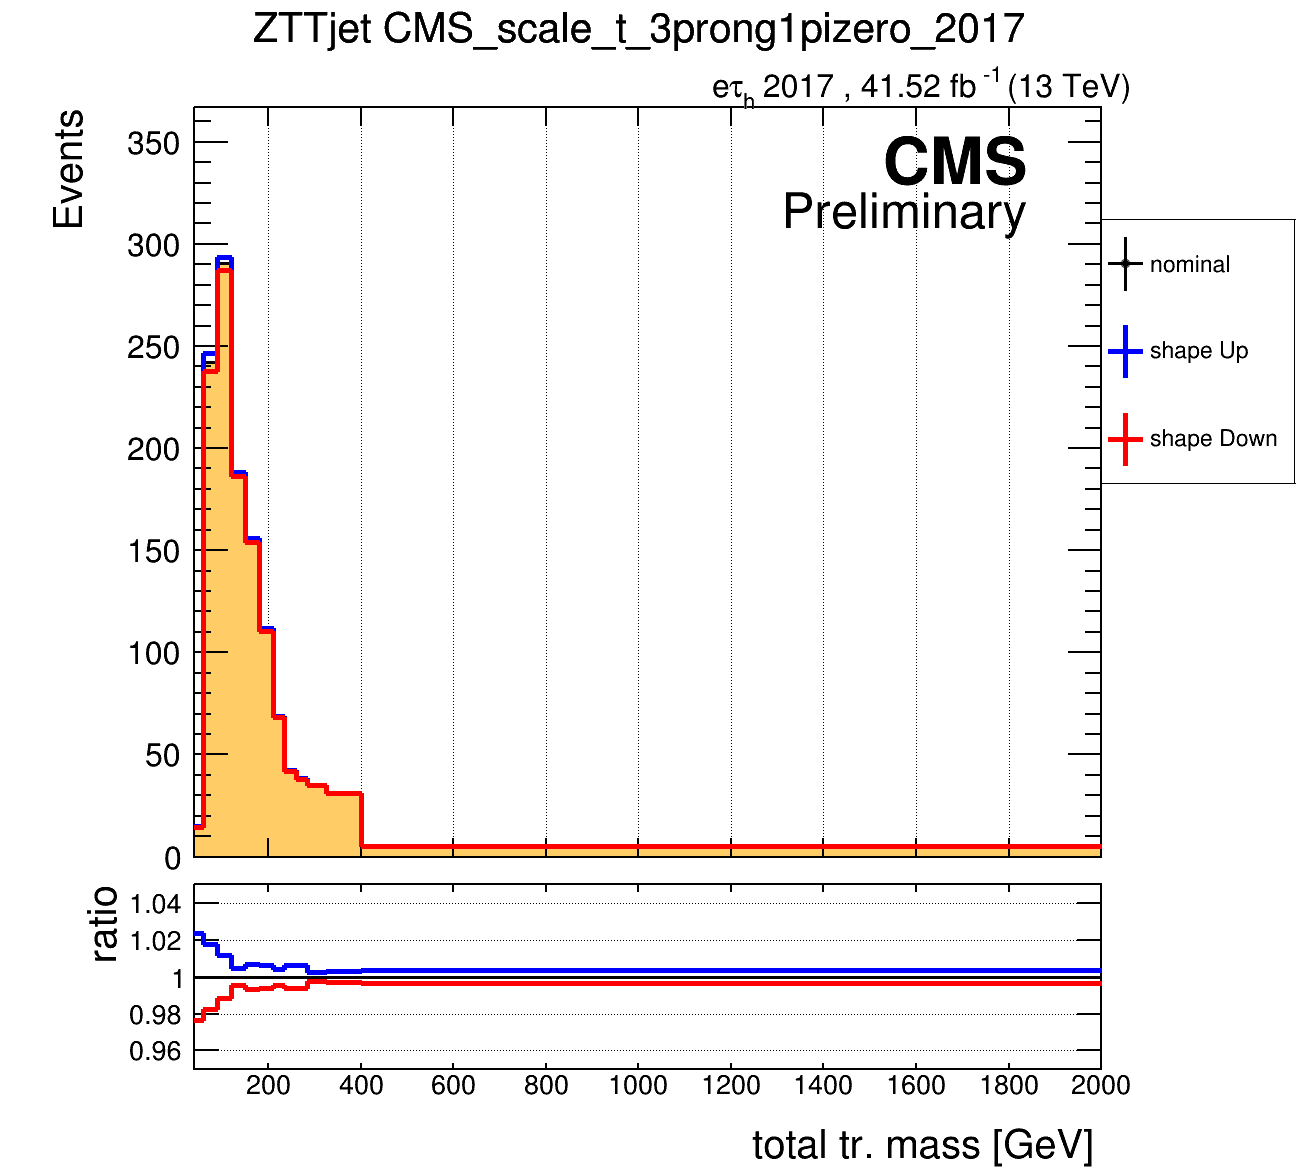 ZTTjet CMS_scale_t_3prong1pizero_2017
eτh 2017 , 41.52 fb -1 (13 TeV)
Events
350
300
250
200
150
100
50
0
CMS
Preliminary
nominal
shape Up
shape Down
ratio
1.04
1.02
1
0.98
0.96
200 400 600 800 1000 1200 1400 1600 1800 2000
total tr. mass [GeV]